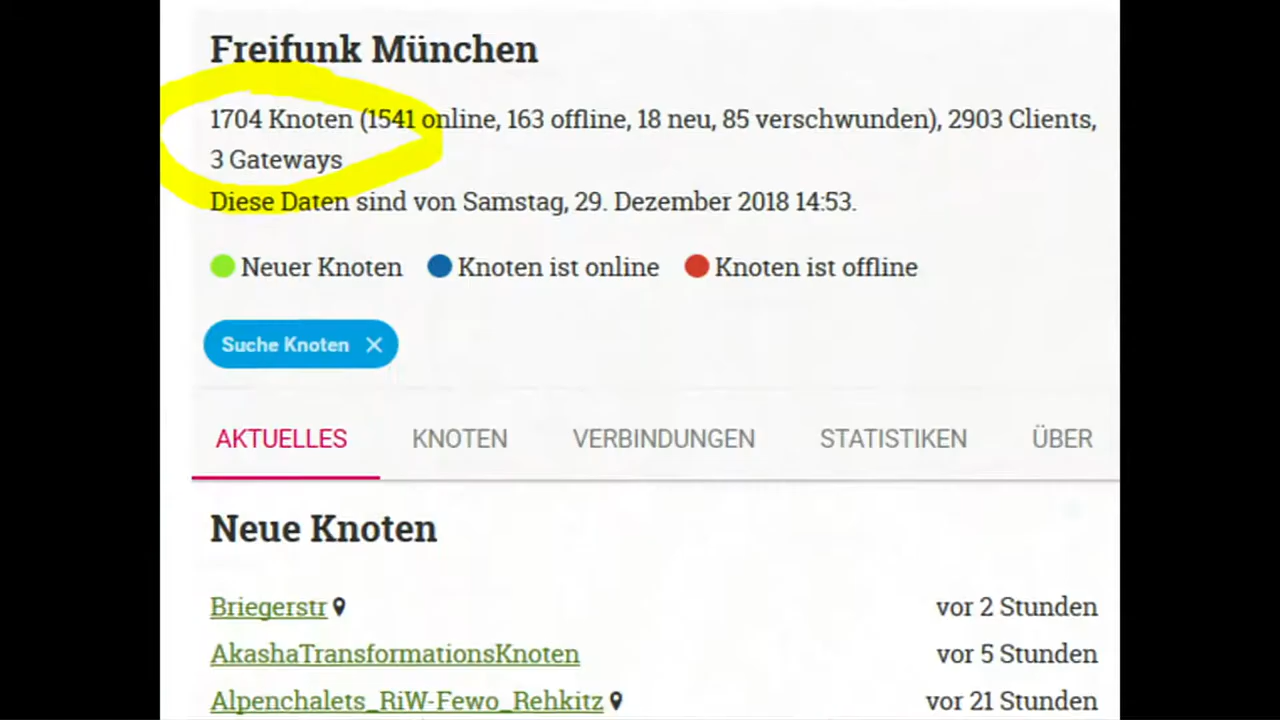 Freifunk München
1704 Knoten (1541 online, 163 offline, 18 neu, 85 verschwunden), 2903 Clients,
3 Gateways
Diese Daten sind von Samstag, 29. Dezember 2018 14:53.
Neuer Knoten Knoten ist online Knoten ist offline
Suche Knoten ×
AKTUELLES KNOTEN VERBINDUNGEN STATISTIKEN ÜBER
Neue Knoten
Briegerstr vor 2 Stunden
AkashaTransformationsKnoten vor 5 Stunden
Alpenchalets_RiW-Fewo_Rehkitz vor 21 Stunden